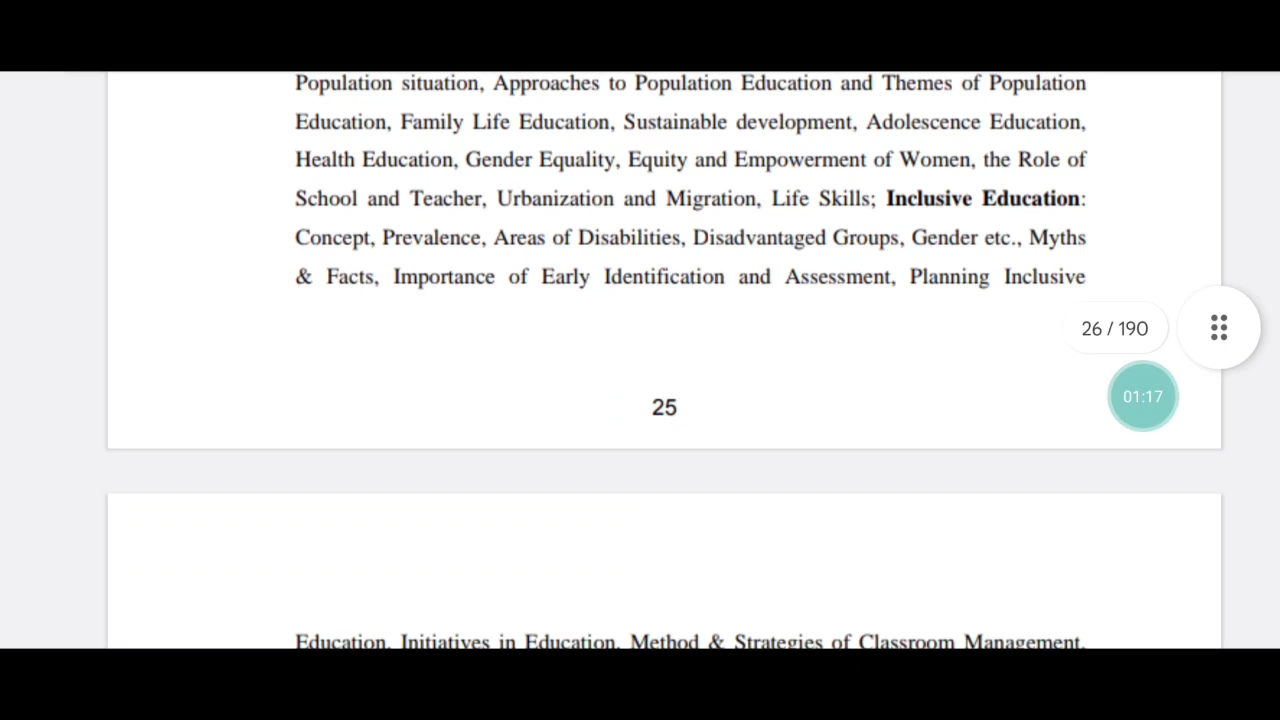 Population situation, Approaches to Population Education and Themes of Population
Education, Family Life Education, Sustainable development, Adolescence Education,
Health Education, Gender Equality, Equity and Empowerment of Women, the Role of
School and Teacher, Urbanization and Migration, Life Skills; Inclusive Education:
Concept, Prevalence, Areas of Disabilities, Disadvantaged Groups, Gender etc., Myths
& Facts, Importance of Early Identification and Assessment, Planning Inclusive
26 / 190
01:17
25
Education, Initiatives in Education, Method & Strategies of Classroom Management,